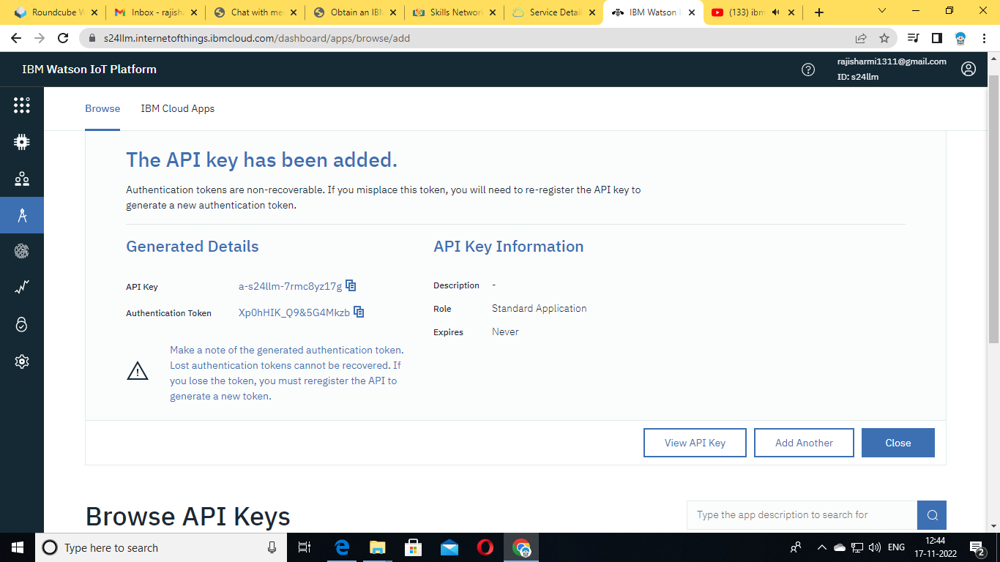 Roundcube W
Inbox - rajish
Chat with me
Obtain an IBM
Skills Network
Service Detail
IBM Watson I
(133) ibm
s24llm.internetofthings.ibmcloud.com/dashboard/apps/browse/add
IBM Watson IoT Platform
rajisharmi1311@gmail.com
ID: s24llm
Browse
IBM Cloud Apps
The API key has been added.
Authentication tokens are non-recoverable. If you misplace this token, you will need to re-register the API key to
generate a new authentication token.
Generated Details
API Key Information
API Key
a-s24llm-7rmc8yz17g
Description
-
Authentication Token
Xp0hHIK_Q9&5G4Mkzb
Role
Standard Application
Expires
Never
Make a note of the generated authentication token.
Lost authentication tokens cannot be recovered. If
you lose the token, you must reregister the API to
generate a new token.
View API Key
Add Another
Close
Browse API Keys
Type the app description to search for
Type here to search
ENG
12:44
17-11-2022
2